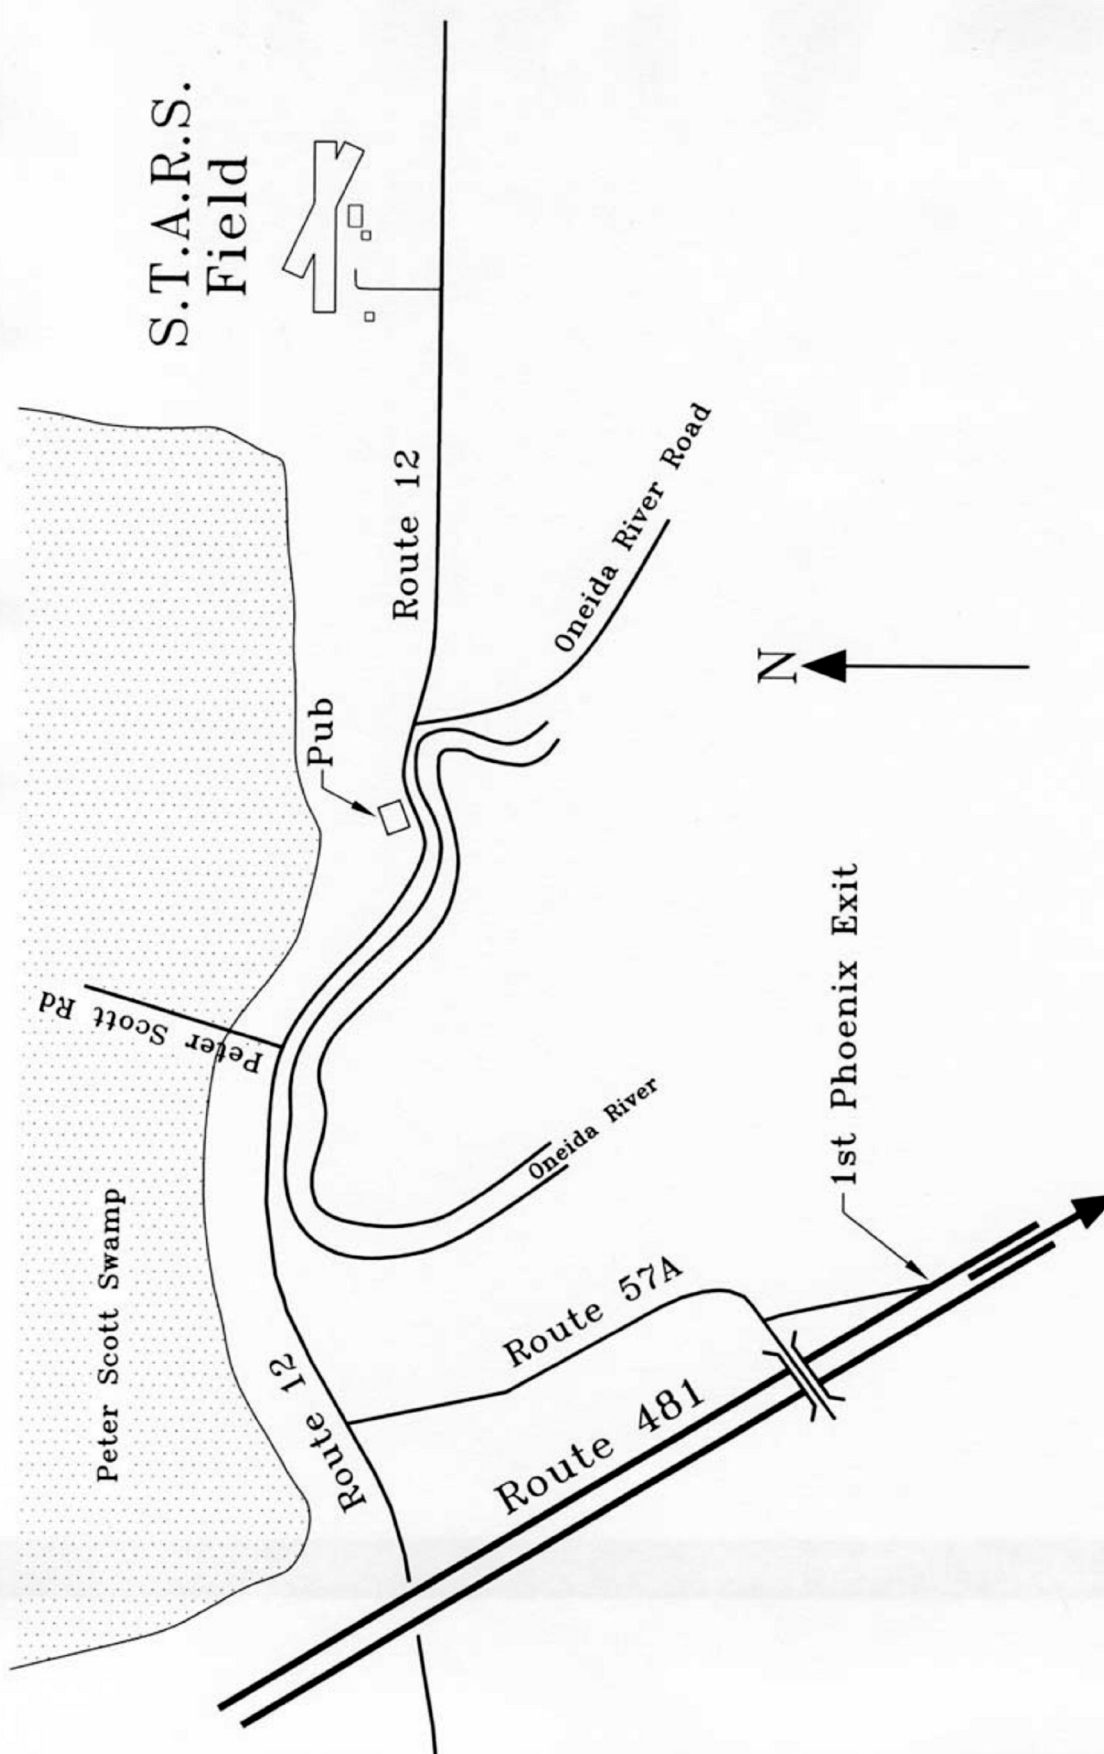 S.T.A.R.S.
Field
Peter Scott Swamp
Peter Scott Rd
Route 12
Pub
Route 12
Oneida River Road
Oneida River
Route 57A
Route 481
1st Phoenix Exit
N